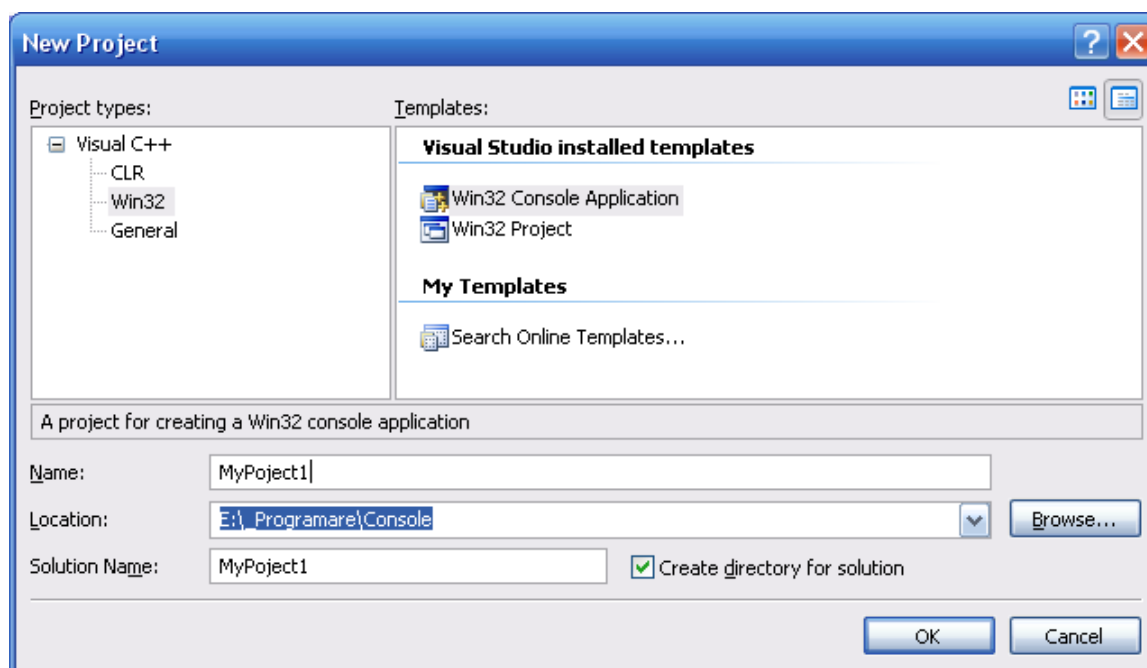 New Project
Project types:
Templates:
Visual C++
CLR
Win32
General
Visual Studio installed templates
Win32 Console Application
Win32 Project
My Templates
Search Online Templates...
A project for creating a Win32 console application
Name:
MyPoject1
Location:
E:\_Programare\Console
Browse...
Solution Name:
MyPoject1
Create directory for solution
OK
Cancel